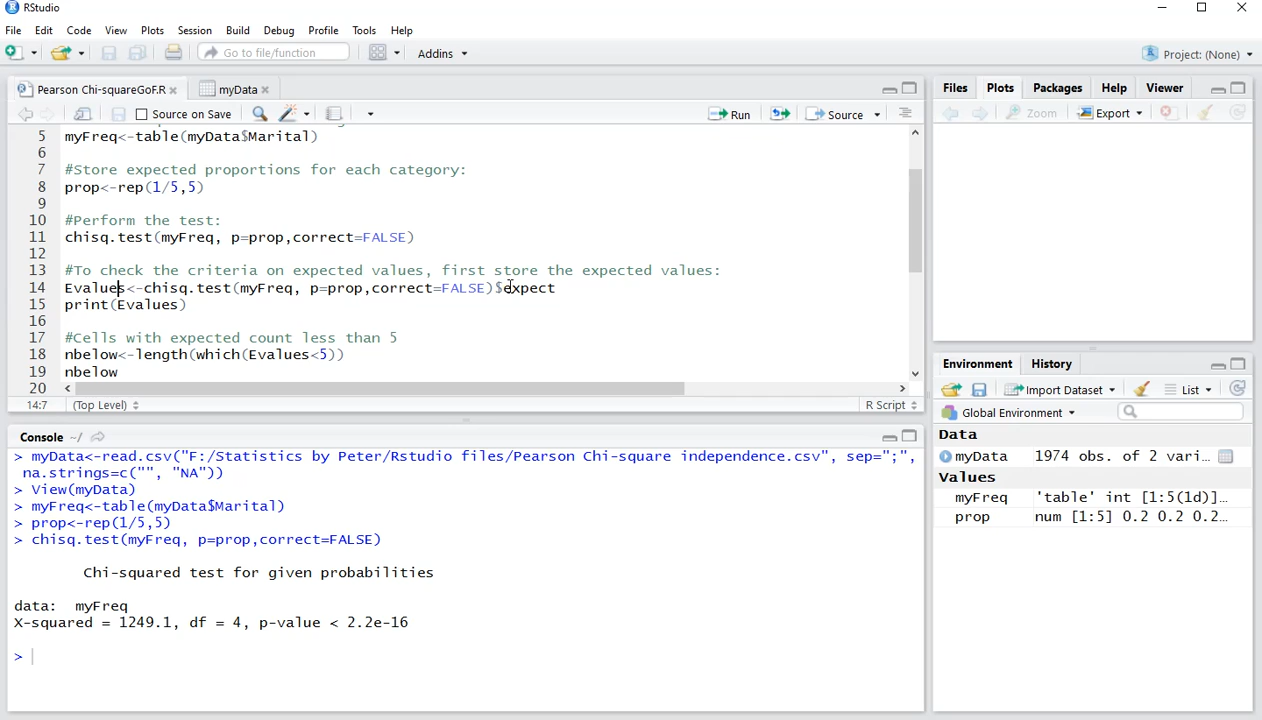 RStudio
File Edit Code View Plots Session Build Debug Profile Tools Help
Go to file/function
Addins
Project: (None)
Pearson Chi-squareGoF.R
myData
Source on Save
Run
Source
5 myFreq<-table(myData$Marital)
6
7 #Store expected proportions for each category:
8 prop<-rep(1/5,5)
9
10 #Perform the test:
11 chisq.test(myFreq, p=prop,correct=FALSE)
12
13 #To check the criteria on expected values, first store the expected values:
14 Evalues<-chisq.test(myFreq, p=prop,correct=FALSE)$expect
15 print(Evalues)
16
17 #Cells with expected count less than 5
18 nbelow<-length(which(Evalues<5))
19 nbelow
20
14:7 (Top Level) R Script
Console ~/
> myData<-read.csv("F:/Statistics by Peter/Rstudio files/Pearson Chi-square independence.csv", sep=";",
na.strings=c("", "NA"))
> View(myData)
> myFreq<-table(myData$Marital)
> prop<-rep(1/5,5)
> chisq.test(myFreq, p=prop,correct=FALSE)
Chi-squared test for given probabilities
data: myFreq
X-squared = 1249.1, df = 4, p-value < 2.2e-16
>
Files Plots Packages Help Viewer
Zoom Export
Environment History
Import Dataset List
Global Environment
Data
myData 1974 obs. of 2 vari...
Values
myFreq 'table' int [1:5(1d)]...
prop num [1:5] 0.2 0.2 0.2...